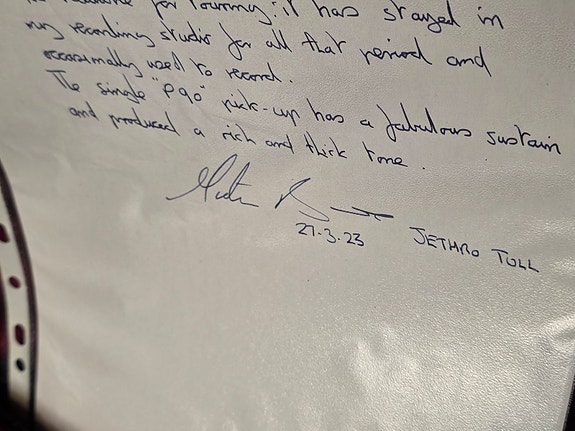 for touring: it has stayed in
my recording studio for all that period and
occasionally used to record.
The single "P90" pick-up has a fabulous sustain
and produced a rich and thick tone.
27.3.23 JETHRO TULL